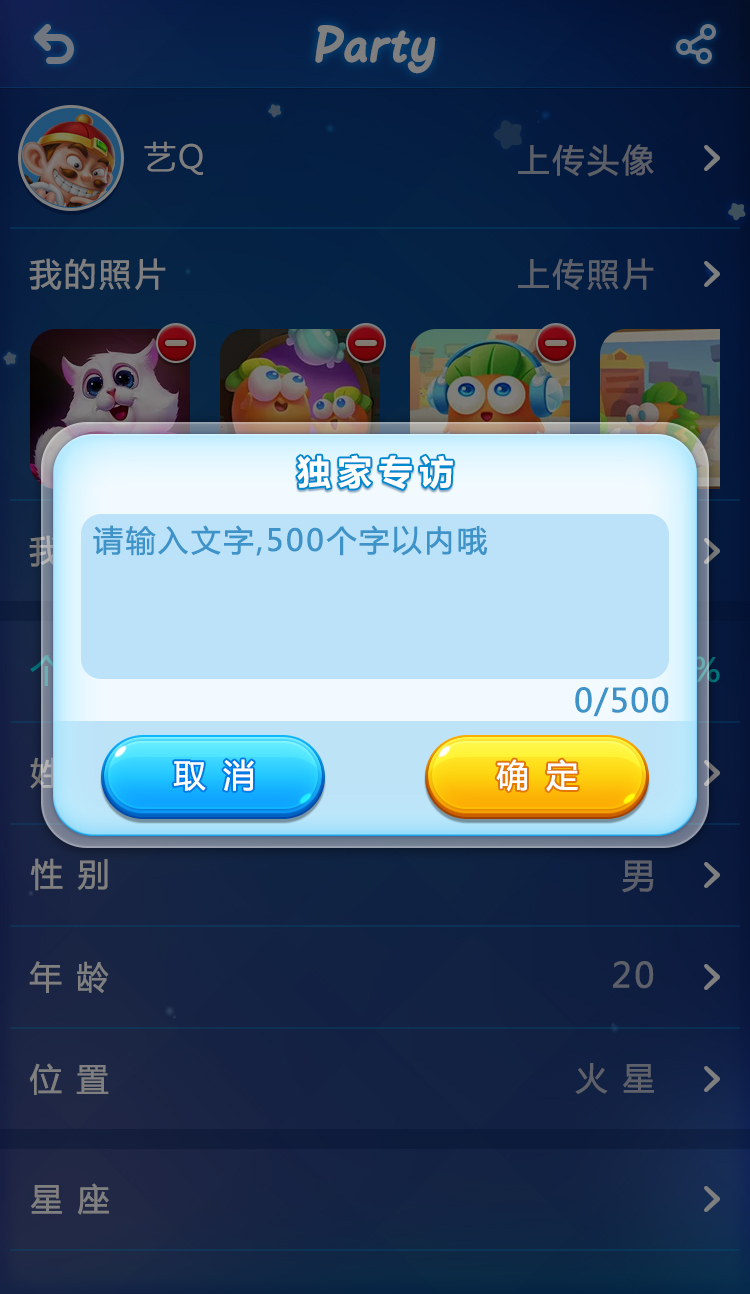 Party
艺Q
上传头像
我的照片
上传照片
独家专访
请输入文字,500个字以内哦
0/500
取消
确定
我
个
%
姓
性别
男
年龄
20
位置
火星
星座